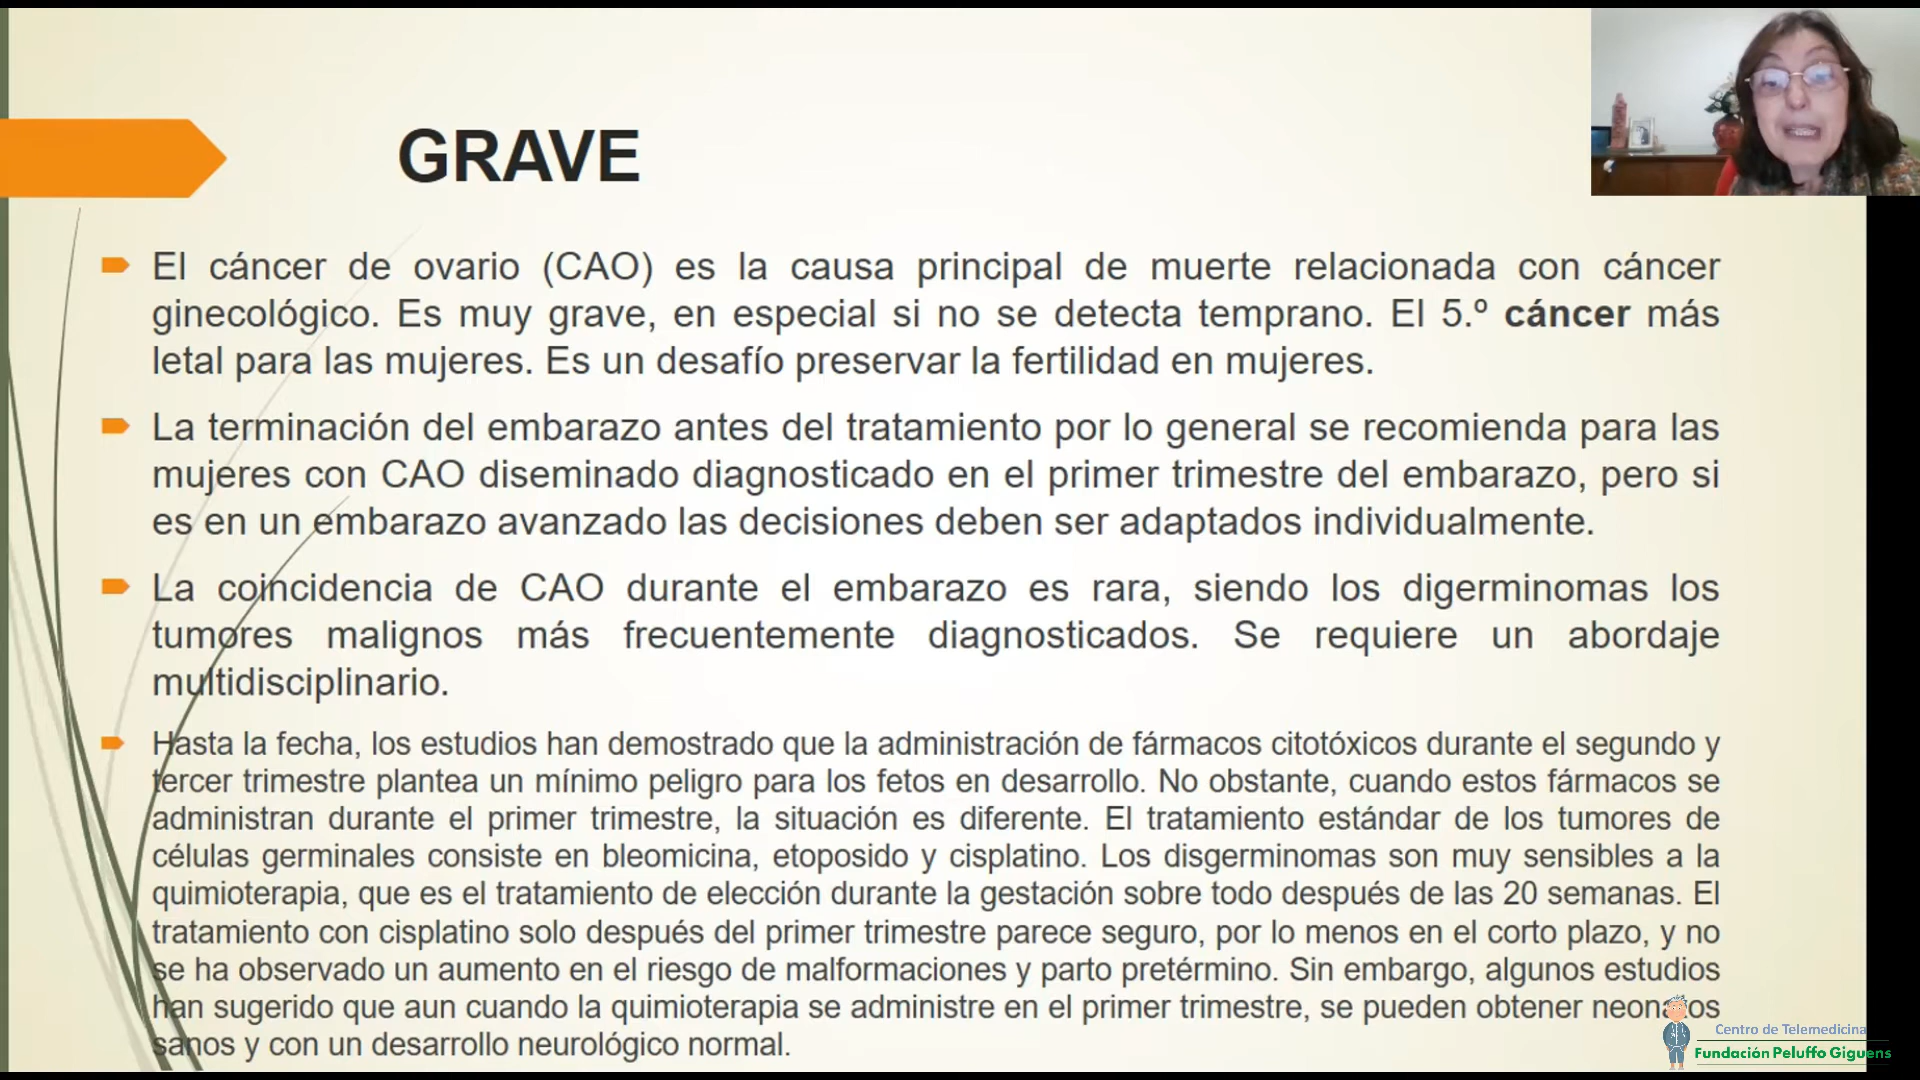 GRAVE
El cáncer de ovario (CAO) es la causa principal de muerte relacionada con cáncer
ginecológico. Es muy grave, en especial si no se detecta temprano. El 5.º cáncer más
letal para las mujeres. Es un desafío preservar la fertilidad en mujeres.
La terminación del embarazo antes del tratamiento por lo general se recomienda para las
mujeres con CAO diseminado diagnosticado en el primer trimestre del embarazo, pero si
es en un embarazo avanzado las decisiones deben ser adaptados individualmente.
La coincidencia de CAO durante el embarazo es rara, siendo los digerminomas los
tumores malignos más frecuentemente diagnosticados. Se requiere un abordaje
multidisciplinario.
Hasta la fecha, los estudios han demostrado que la administración de fármacos citotóxicos durante el segundo y
tercer trimestre plantea un mínimo peligro para los fetos en desarrollo. No obstante, cuando estos fármacos se
administran durante el primer trimestre, la situación es diferente. El tratamiento estándar de los tumores de
células germinales consiste en bleomicina, etoposido y cisplatino. Los disgerminomas son muy sensibles a la
quimioterapia, que es el tratamiento de elección durante la gestación sobre todo después de las 20 semanas. El
tratamiento con cisplatino solo después del primer trimestre parece seguro, por lo menos en el corto plazo, y no
se ha observado un aumento en el riesgo de malformaciones y parto pretérmino. Sin embargo, algunos estudios
han sugerido que aun cuando la quimioterapia se administre en el primer trimestre, se pueden obtener neonatos
sanos y con un desarrollo neurológico normal.
Centro de Telemedicina
Fundación Peluffo Giguens